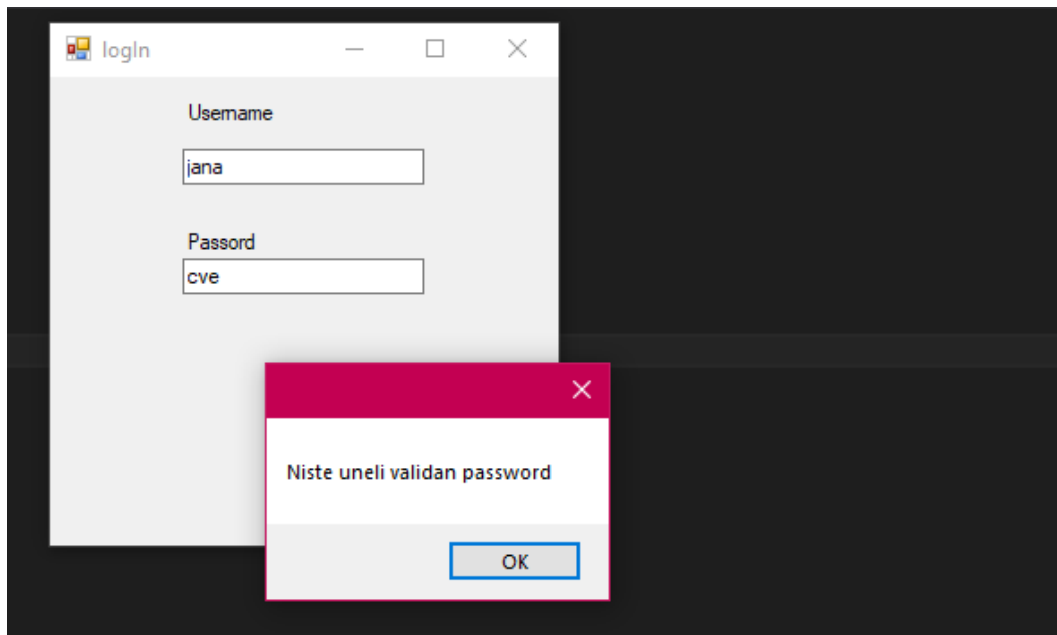 logIn
Username
jana
Passord
cve
Niste uneli validan password
OK